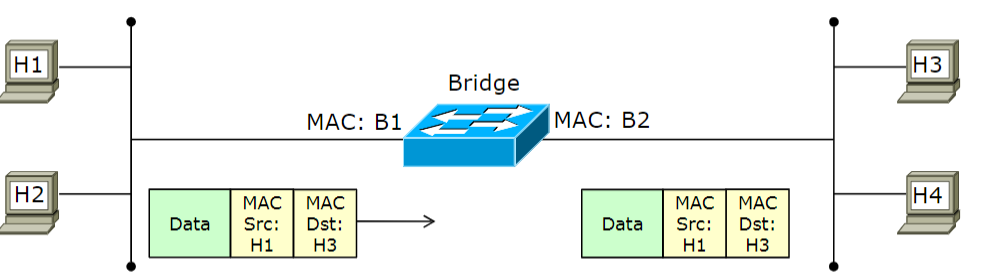 H1
H3
Bridge
MAC: B1
MAC: B2
H2
H4
Data
MAC
Src:
H1
MAC
Dst:
H3
Data
MAC
Src:
H1
MAC
Dst:
H3